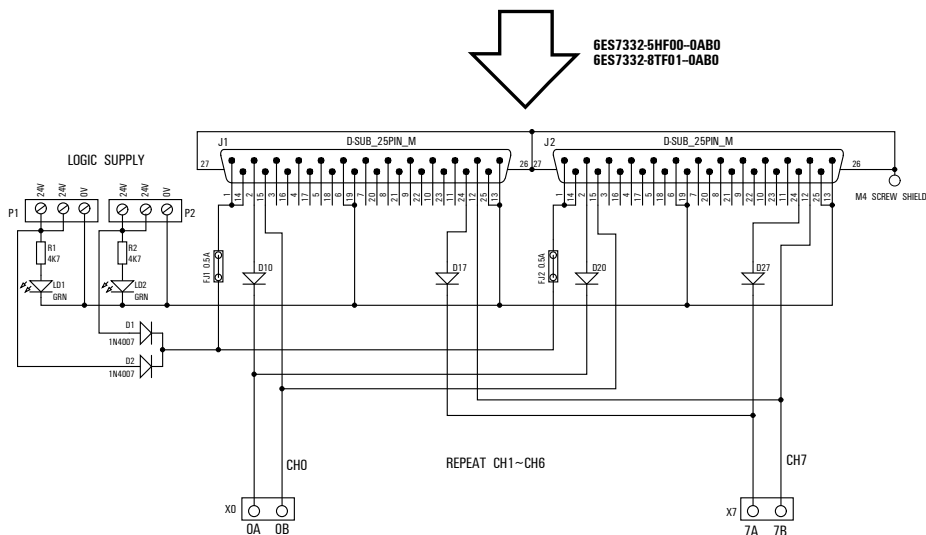 6ES7332-5HF00-0AB0
6ES7332-8TF01-0AB0
J1
D-SUB_25PIN_M
27
26
1
14
2
15
3
16
4
17
5
18
6
19
7
20
8
21
9
22
10
23
11
24
12
25
13
J2
D-SUB_25PIN_M
27
26
1
14
2
15
3
16
4
17
5
18
6
19
7
20
8
21
9
22
10
23
11
24
12
25
13
M4 SCREW SHIELD
LOGIC SUPPLY
24V
24V
0V
24V
24V
0V
P1
P2
R1
4K7
R2
4K7
LD1
GRN
LD2
GRN
FJ1 0.5A
D10
D17
FJ2 0.5A
D20
D27
D1
1N4007
D2
1N4007
CH0
REPEAT CH1~CH6
CH7
X0
0A 0B
X7
7A 7B